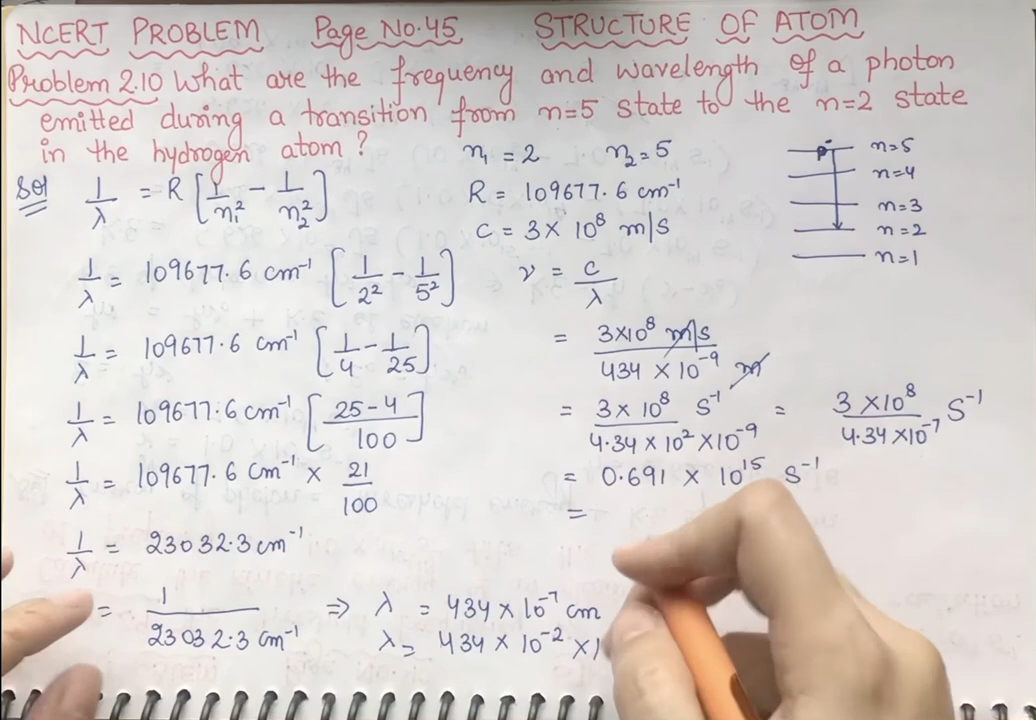 NCERT PROBLEM Page No.45 STRUCTURE OF ATOM
Problem 2.10 What are the frequency and wavelength of a photon
emitted during a transition from n=5 state to the n=2 state
in the hydrogen atom?
n₁ = 2 n₂=5
n=5
n=4
n=3
n=2
n=1
Sol 1/λ = R [1/n₁² - 1/n₂²]
R = 109677.6 cm⁻¹
C = 3× 10⁸ m/s
1/λ = 109677.6 cm⁻¹ [1/2² - 1/5²]
1/λ = 109677.6 cm⁻¹ [1/4 - 1/25]
1/λ = 109677.6 cm⁻¹ [25-4/100]
1/λ = 109677.6 cm⁻¹ × 21/100
1/λ = 23032.3 cm⁻¹
= 1/23032.3 cm⁻¹ ⇒ λ = 434 × 10⁻⁷ cm
λ = 434 × 10⁻² ×1
ν = c/λ
= 3×10⁸ m/s / 434 × 10⁻⁹ m
= 3× 10⁸ S⁻¹ / 4.34 × 10² × 10⁻⁹ = 3 ×10⁸ / 4.34 ×10⁻⁷ S⁻¹
= 0.691 × 10¹⁵ S⁻¹
=